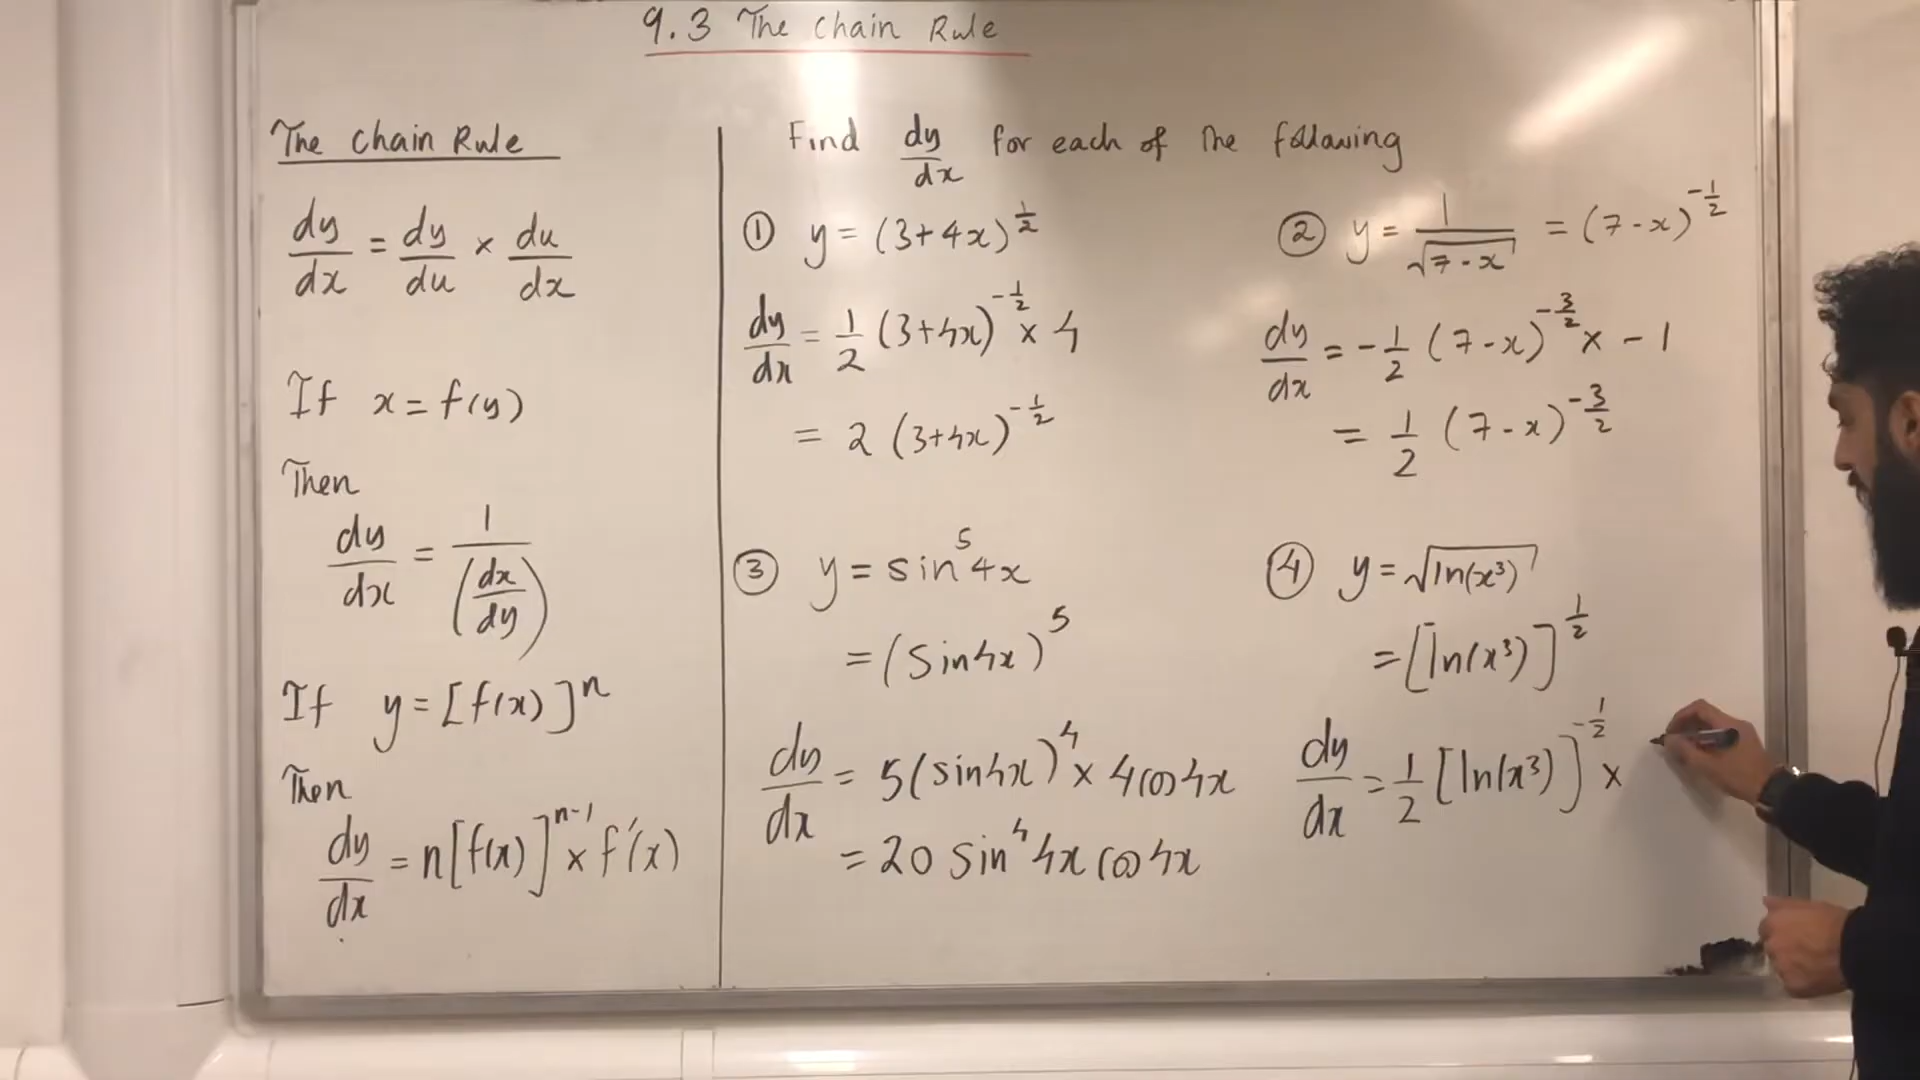 9.3 The Chain Rule
The Chain Rule
dy/dx = dy/du × du/dx
If x = f(y)
Then
dy/dx = 1/(dx/dy)
If y = [f(x)]^n
Then
dy/dx = n[f(x)]^(n-1) × f'(x)
Find dy/dx for each of the following
① y = (3+4x)^(1/2)
dy/dx = 1/2 (3+4x)^(-1/2) × 4
= 2 (3+4x)^(-1/2)
② y = 1/√(7-x) = (7-x)^(-1/2)
dy/dx = -1/2 (7-x)^(-3/2) × -1
= 1/2 (7-x)^(-3/2)
③ y = sin^5 4x
= (sin4x)^5
dy/dx = 5(sin4x)^4 × 4cos4x
= 20 sin^4 4x cos4x
④ y = √ln(x³)
= [ln(x³)]^(1/2)
dy/dx = 1/2 [ln(x³)]^(-1/2) ×